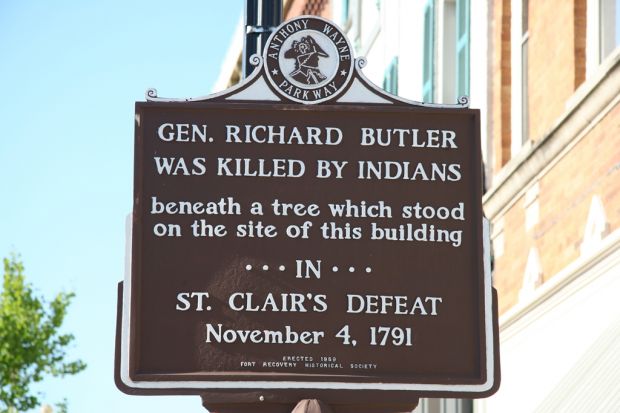 ANTHONY WAYNE
PARKWAY
GEN. RICHARD BUTLER
WAS KILLED BY INDIANS
beneath a tree which stood
on the site of this building
··· IN ···
ST. CLAIR'S DEFEAT
November 4, 1791
ERECTED 1959
FORT RECOVERY HISTORICAL SOCIETY